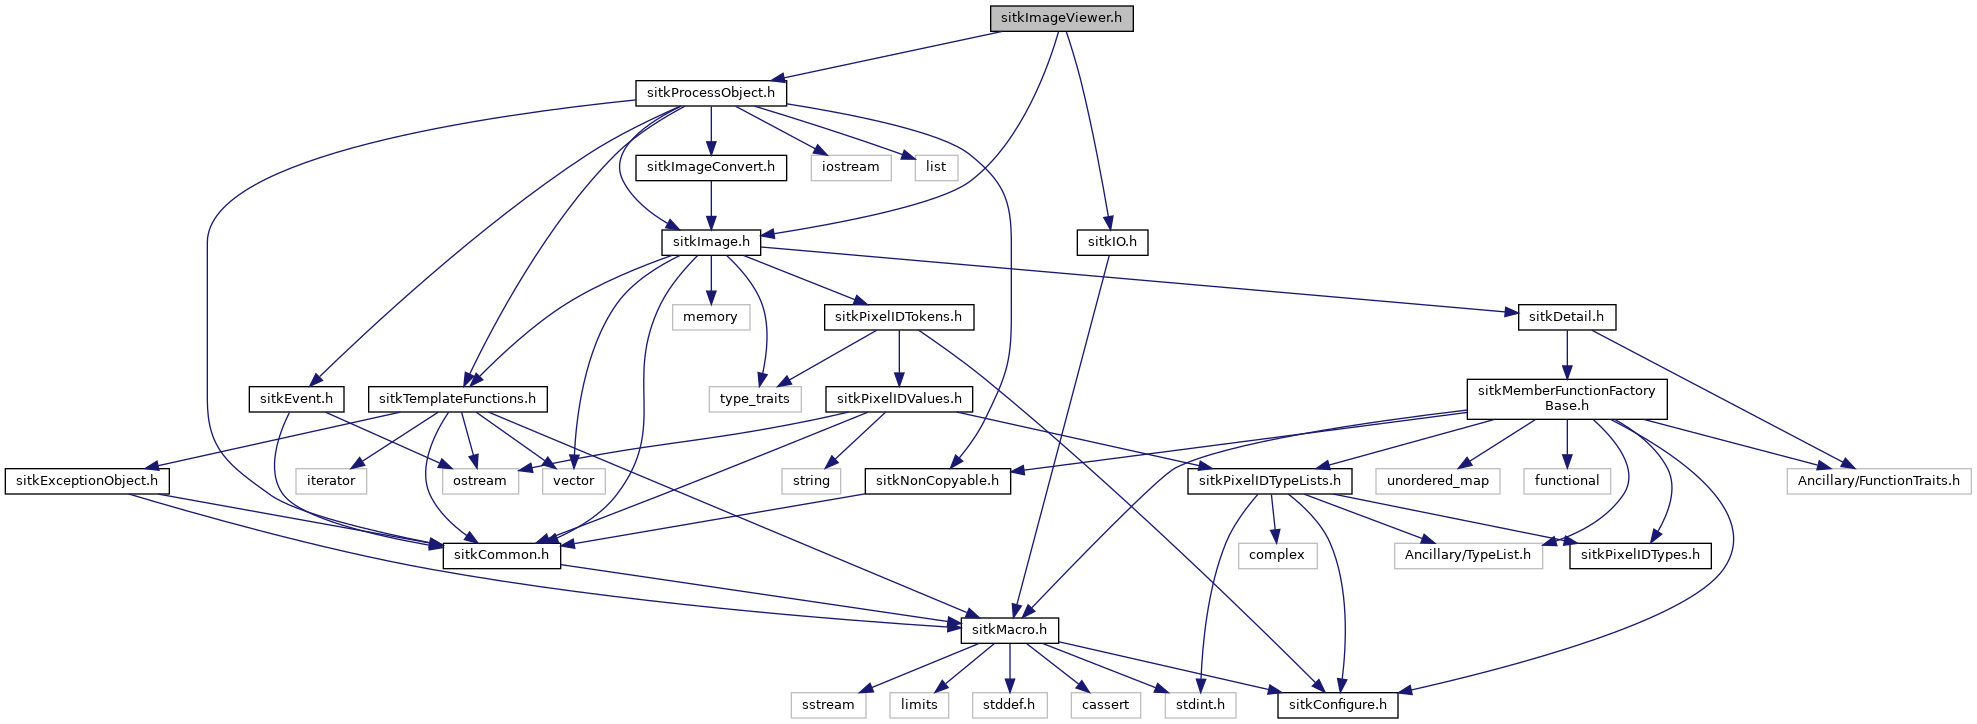 sitkImageViewer.h
sitkProcessObject.h
sitkImageConvert.h
iostream
list
sitkImage.h
sitkIO.h
memory
sitkPixelIDTokens.h
sitkDetail.h
sitkEvent.h
sitkTemplateFunctions.h
type_traits
sitkPixelIDValues.h
sitkMemberFunctionFactory
Base.h
sitkExceptionObject.h
iterator
ostream
vector
string
sitkNonCopyable.h
sitkPixelIDTypeLists.h
unordered_map
functional
Ancillary/FunctionTraits.h
sitkCommon.h
complex
Ancillary/TypeList.h
sitkPixelIDTypes.h
sitkMacro.h
sstream
limits
stddef.h
cassert
stdint.h
sitkConfigure.h